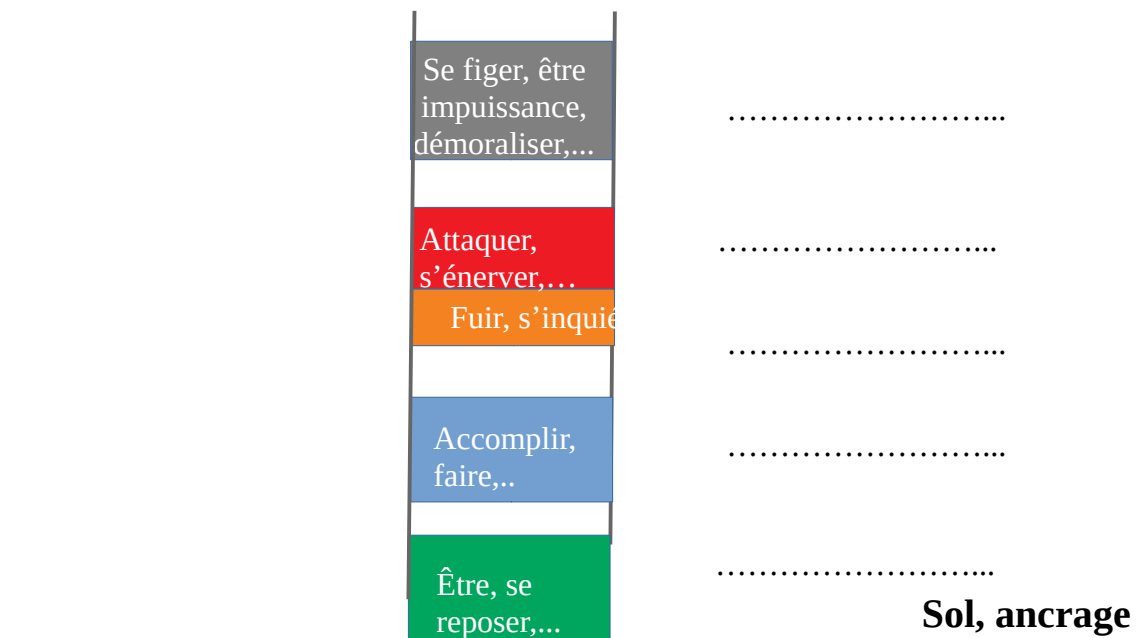 Se figer, être
impuissance,
démoraliser,...
………………………...
Attaquer,
s’énerver,…
………………………...
Fuir, s’inquié
………………………...
Accomplir,
faire,..
………………………...
Être, se
reposer,...
………………………...
Sol, ancrage